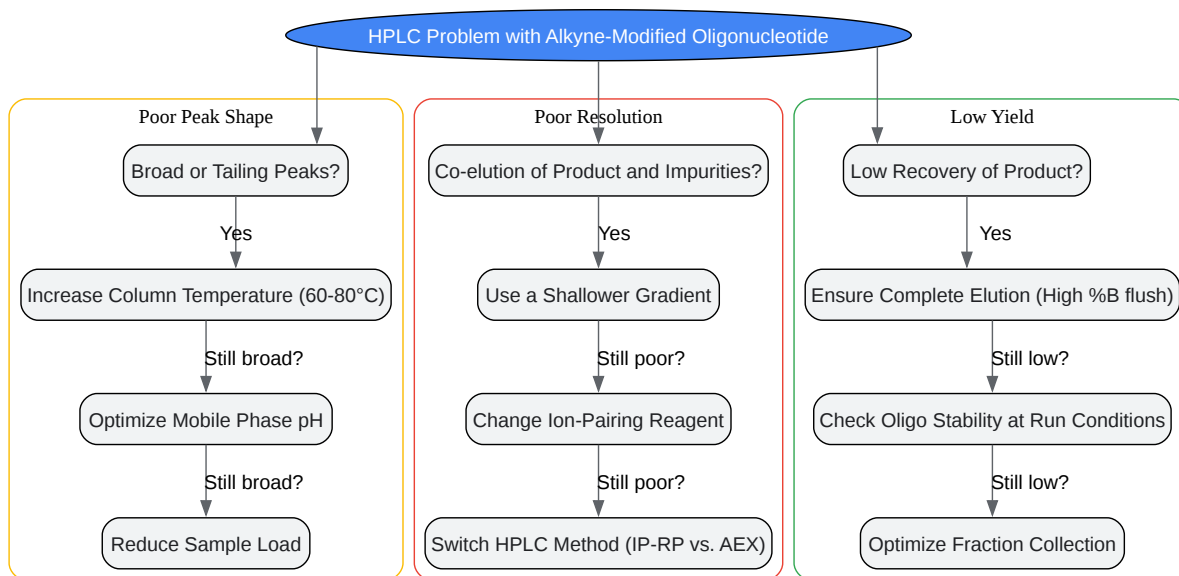 HPLC Problem with Alkyne-Modified Oligonucleotide
Poor Peak Shape
Broad or Tailing Peaks?
Yes
Increase Column Temperature (60-80°C)
Still broad?
Optimize Mobile Phase pH
Still broad?
Reduce Sample Load
Poor Resolution
Co-elution of Product and Impurities?
Yes
Use a Shallower Gradient
Still poor?
Change Ion-Pairing Reagent
Still poor?
Switch HPLC Method (IP-RP vs. AEX)
Low Yield
Low Recovery of Product?
Yes
Ensure Complete Elution (High %B flush)
Still low?
Check Oligo Stability at Run Conditions
Still low?
Optimize Fraction Collection